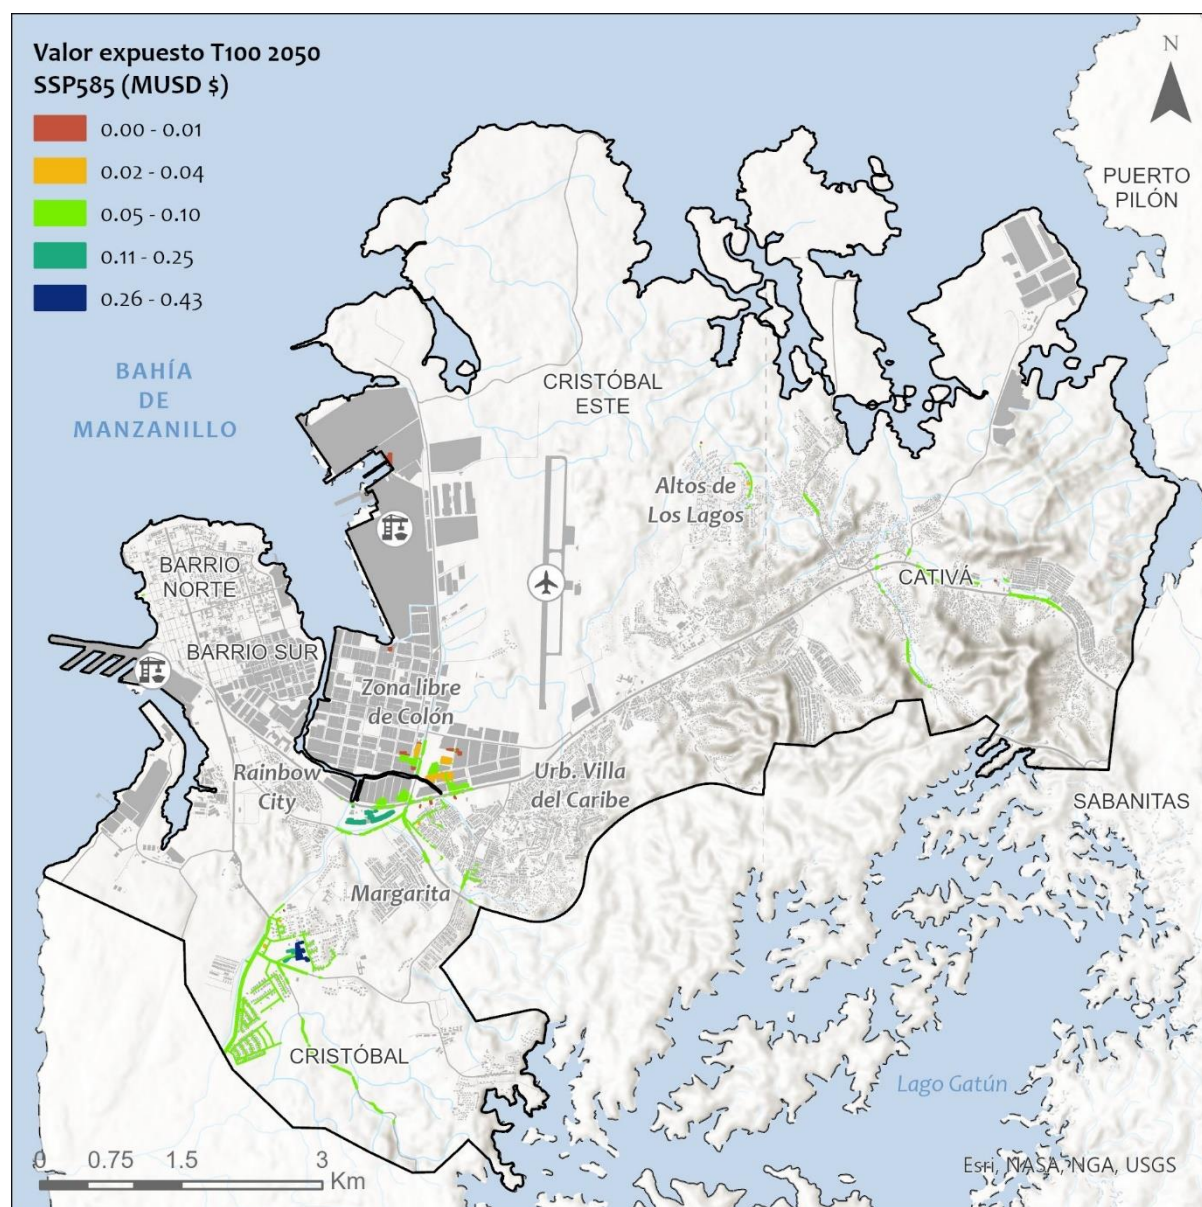 Valor expuesto T100 2050
SSP585 (MUSD $)
0.00 - 0.01
0.02 - 0.04
0.05 - 0.10
0.11 - 0.25
0.26 - 0.43
N
PUERTO
PILÓN
BAHÍA
DE
MANZANILLO
CRISTÓBAL
ESTE
Altos de
Los Lagos
BARRIO
NORTE
CATIVÁ
BARRIO SUR
Zona libre
de Colón
Rainbow
City
Urb. Villa
del Caribe
SABANITAS
Margarita
CRISTÓBAL
Lago Gatún
0 0.75 1.5 3
Km
Esri, NASA, NGA, USGS